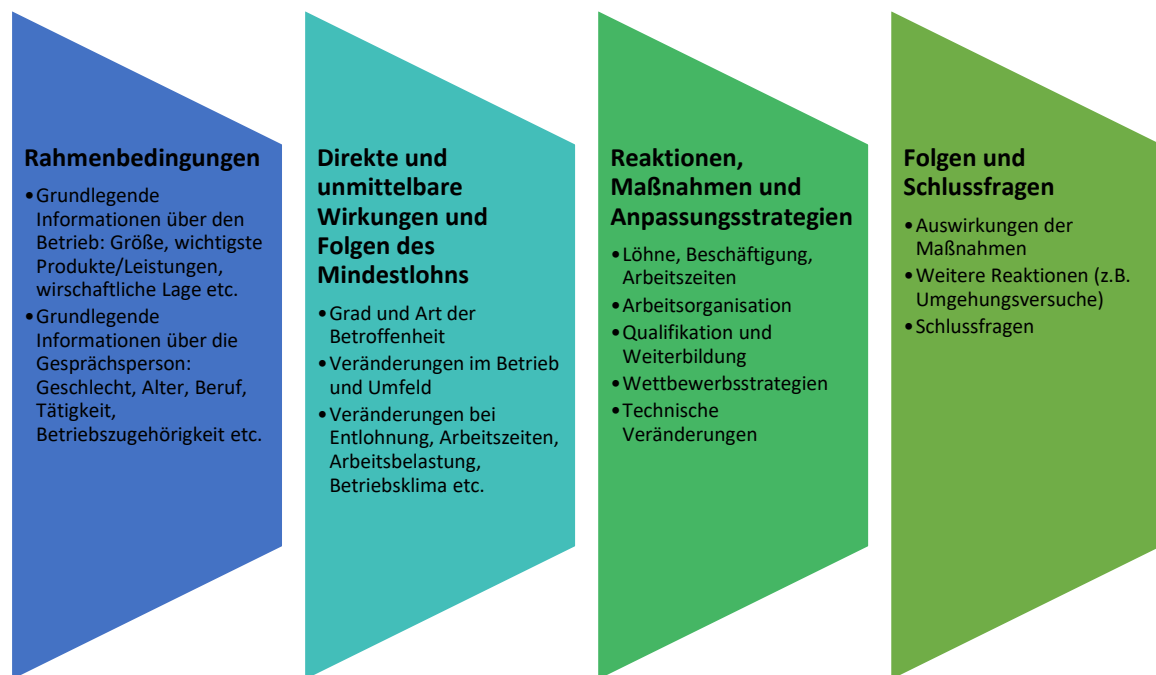 Rahmenbedingungen
•Grundlegende
Informationen über den
Betrieb: Größe, wichtigste
Produkte/Leistungen,
wirschaftliche Lage etc.
•Grundlegende
Informationen über die
Gesprächsperson:
Geschlecht, Alter, Beruf,
Tätigkeit,
Betriebszugehörigkeit etc.
Direkte und
unmittelbare
Wirkungen und
Folgen des
Mindestlohns
•Grad und Art der
Betroffenheit
•Veränderungen im Betrieb
und Umfeld
•Veränderungen bei
Entlohnung, Arbeitszeiten,
Arbeitsbelastung,
Betriebsklima etc.
Reaktionen,
Maßnahmen und
Anpassungsstrategien
•Löhne, Beschäftigung,
Arbeitszeiten
•Arbeitsorganisation
•Qualifikation und
Weiterbildung
•Wettbewerbsstrategien
•Technische
Veränderungen
Folgen und
Schlussfragen
•Auswirkungen der
Maßnahmen
•Weitere Reaktionen (z.B.
Umgehungsversuche)
•Schlussfragen